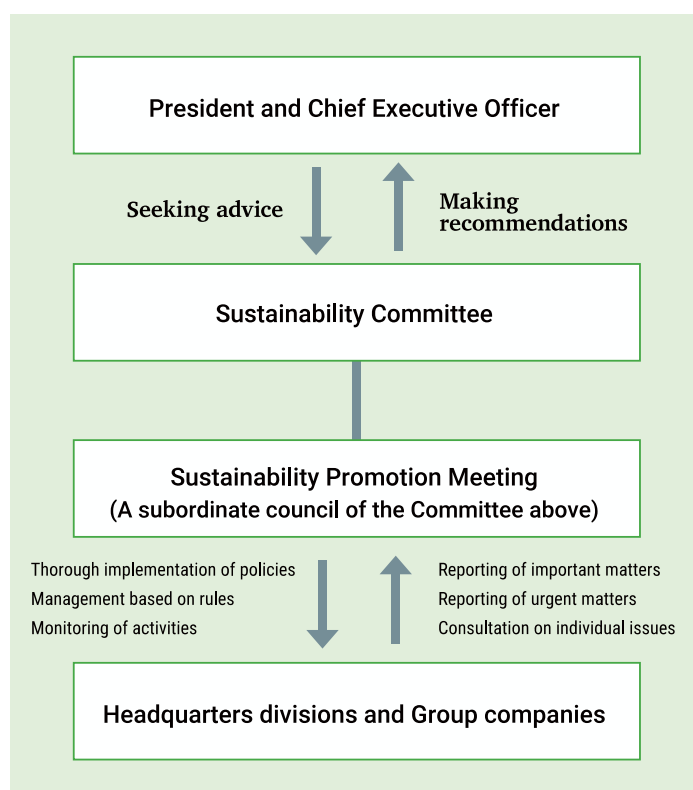 President and Chief Executive Officer
Seeking advice
Making
recommendations
Sustainability Committee
Sustainability Promotion Meeting
(A subordinate council of the Committee above)
Thorough implementation of policies
Management based on rules
Monitoring of activities
Reporting of important matters
Reporting of urgent matters
Consultation on individual issues
Headquarters divisions and Group companies